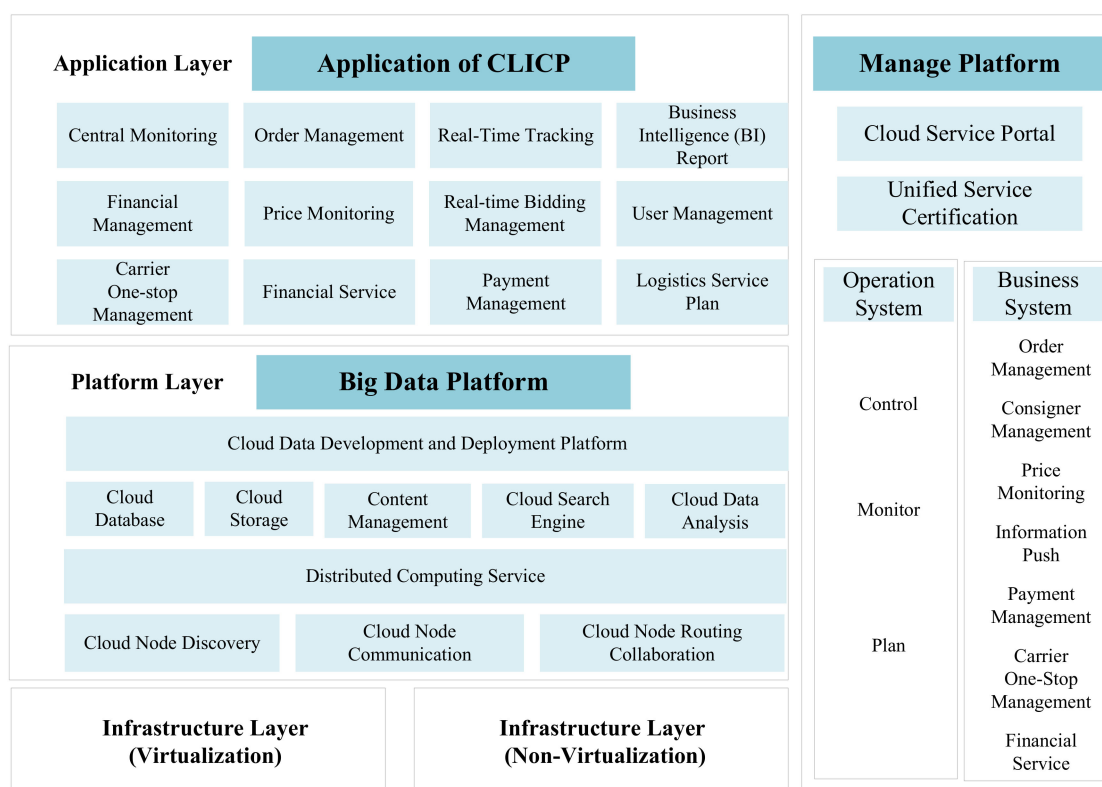 Application Layer
Application of CLICP
Central Monitoring
Order Management
Real-Time Tracking
Business
Intelligence (BI)
Report
Financial
Management
Price Monitoring
Real-time Bidding
Management
User Management
Carrier
One-stop
Management
Financial Service
Payment
Management
Logistics Service
Plan
Platform Layer
Big Data Platform
Cloud Data Development and Deployment Platform
Cloud
Database
Cloud
Storage
Content
Management
Cloud Search
Engine
Cloud Data
Analysis
Distributed Computing Service
Cloud Node Discovery
Cloud Node
Communication
Cloud Node Routing
Collaboration
Infrastructure Layer
(Virtualization)
Infrastructure Layer
(Non-Virtualization)
Manage Platform
Cloud Service Portal
Unified Service
Certification
Operation
System
Control
Monitor
Plan
Business
System
Order
Management
Consigner
Management
Price
Monitoring
Information
Push
Payment
Management
Carrier
One-Stop
Management
Financial
Service